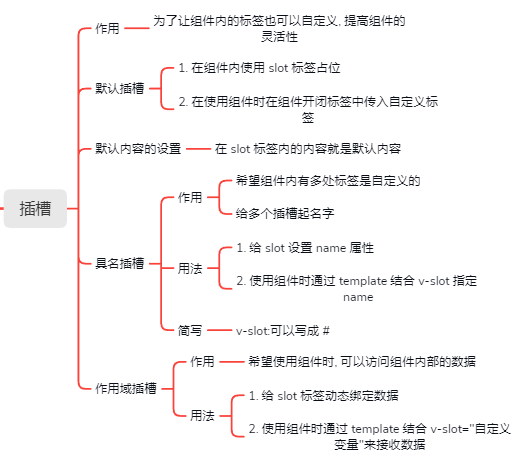 插槽
作用
为了让组件内的标签也可以自定义, 提高组件的
灵活性
默认插槽
1. 在组件内使用 slot 标签占位
2. 在使用组件时在组件开闭标签中传入自定义标
签
默认内容的设置
在 slot 标签内的内容就是默认内容
具名插槽
作用
希望组件内有多处标签是自定义的
给多个插槽起名字
用法
1. 给 slot 设置 name 属性
2. 使用组件时通过 template 结合 v-slot 指定
name
简写
v-slot:可以写成 #
作用域插槽
作用
希望使用组件时, 可以访问组件内部的数据
用法
1. 给 slot 标签动态绑定数据
2. 使用组件时通过 template 结合 v-slot="自定义
变量"来接收数据